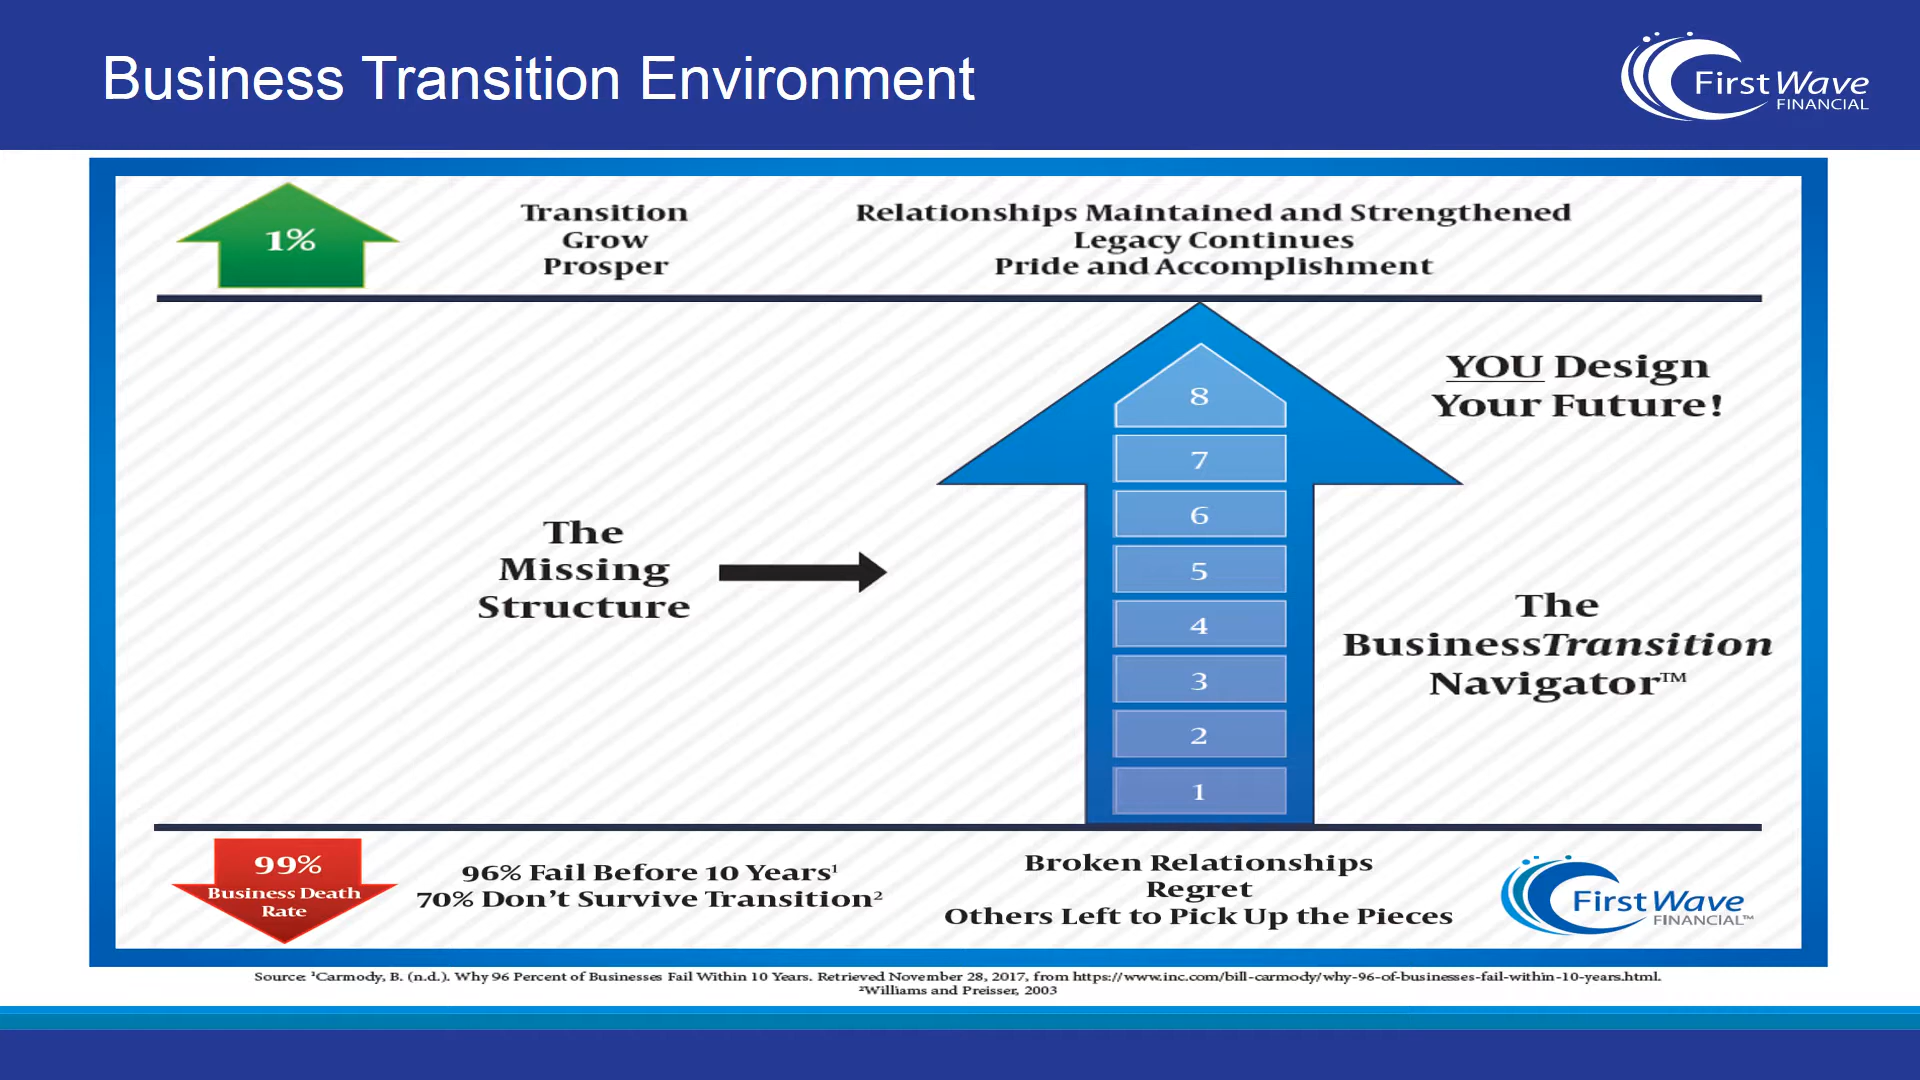 Business Transition Environment
First Wave
FINANCIAL
1%
Transition
Grow
Prosper
Relationships Maintained and Strengthened
Legacy Continues
Pride and Accomplishment
YOU Design
Your Future!
8
7
6
5
4
3
2
1
The
Missing
Structure
The
BusinessTransition
Navigator™
99%
Business Death
Rate
96% Fail Before 10 Years¹
70% Don't Survive Transition²
Broken Relationships
Regret
Others Left to Pick Up the Pieces
First Wave
FINANCIAL™
Source: ¹Carmody, B. (n.d.). Why 96 Percent of Businesses Fail Within 10 Years. Retrieved November 28, 2017, from https://www.inc.com/bill-carmody/why-96-of-businesses-fail-within-10-years.html.
²Williams and Preisser, 2003